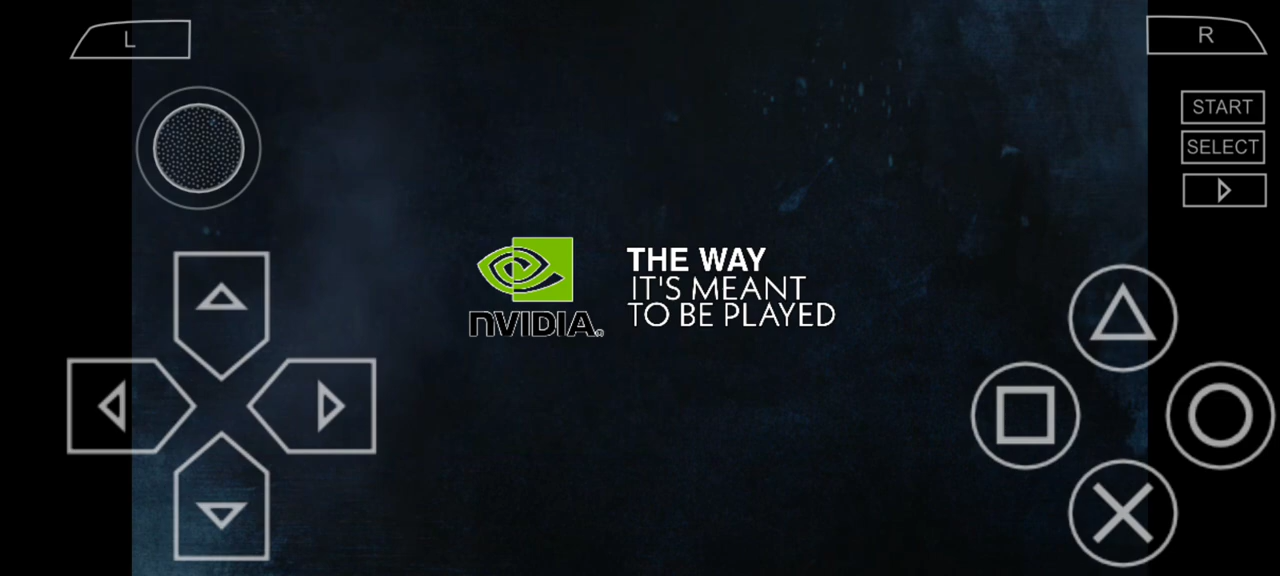 L
R
START
SELECT
NVIDIA®
THE WAY
IT'S MEANT
TO BE PLAYED